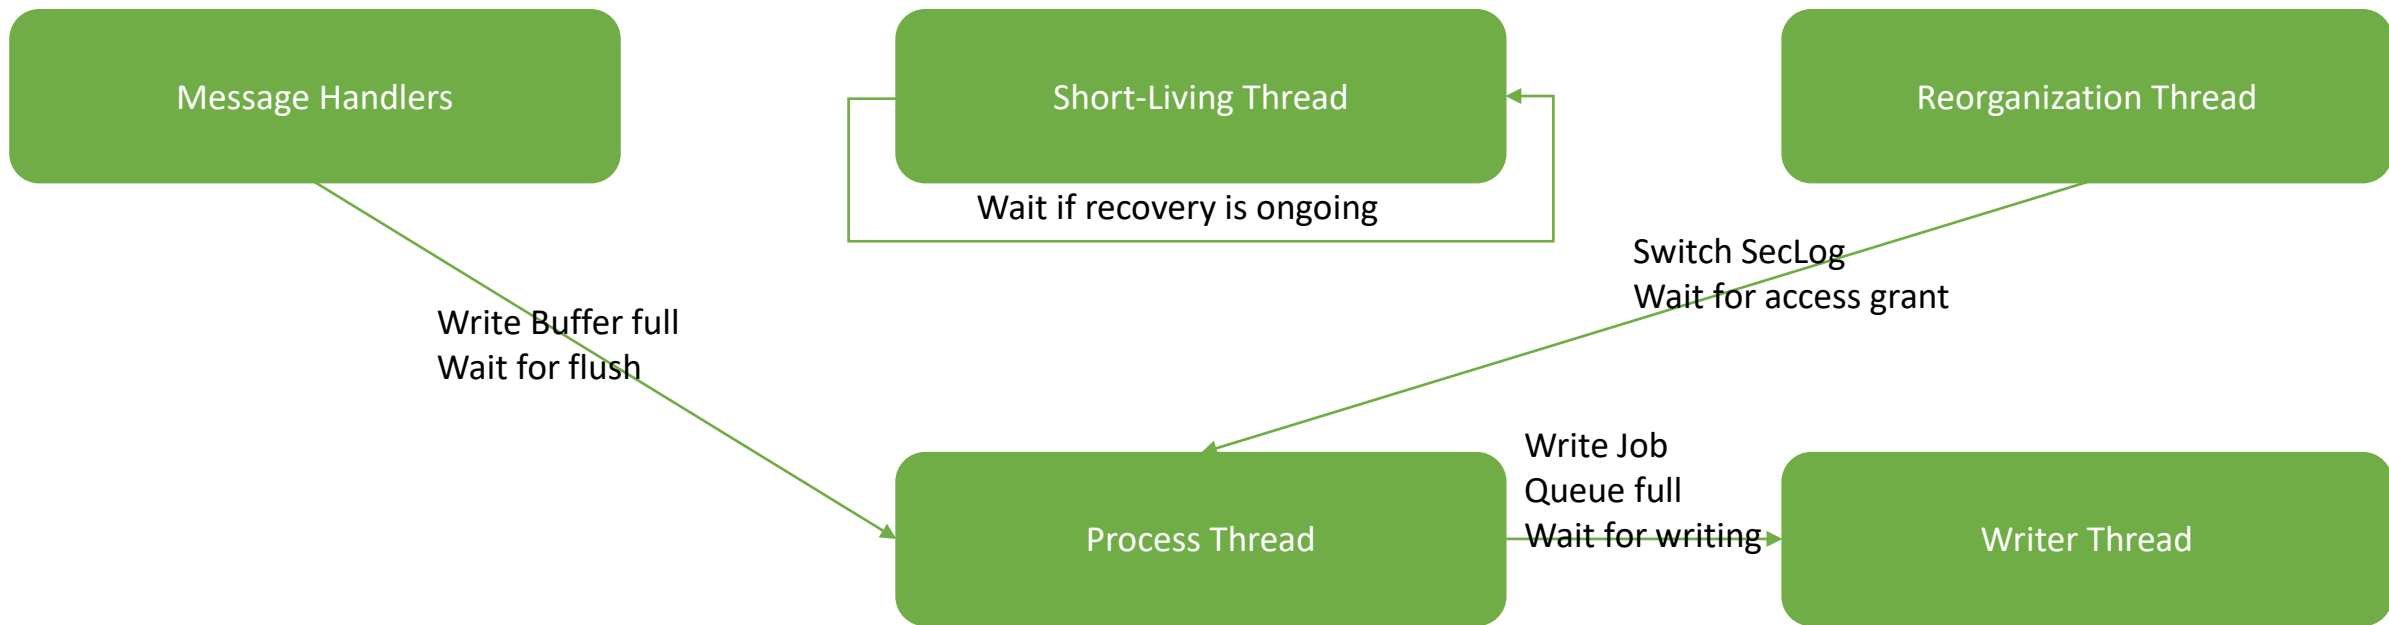 Message Handlers
Short-Living Thread
Reorganization Thread
Wait if recovery is ongoing
Switch SecLog
Wait for access grant
Write Buffer full
Wait for flush
Write Job
Queue full
Wait for writing
Process Thread
Writer Thread